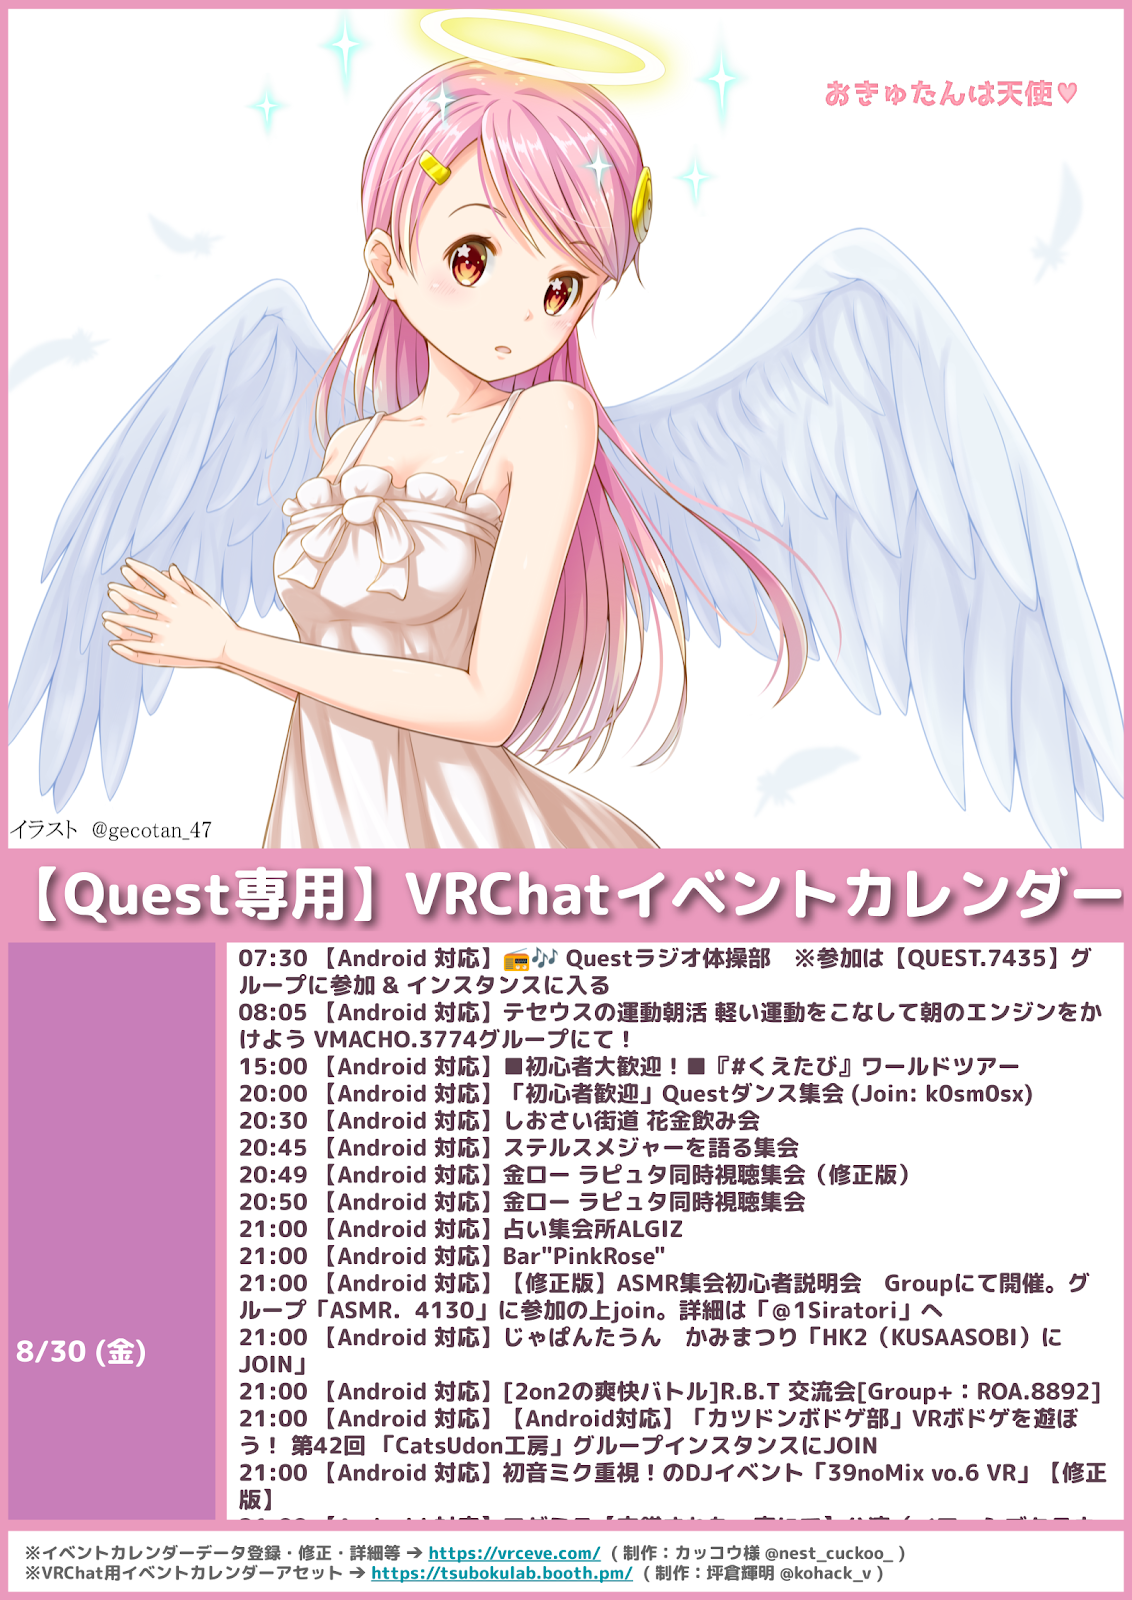 おきゅたんは天使♥
イラスト @gecotan_47
【Quest専用】VRChatイベントカレンダー
8/30 (金)
07:30 【Android 対応】📻🎶 Questラジオ体操部　※参加は【QUEST.7435】グ
ループに参加 & インスタンスに入る
08:05 【Android 対応】テセウスの運動朝活 軽い運動をこなして朝のエンジンをか
けよう VMACHO.3774グループにて！
15:00 【Android 対応】■初心者大歓迎！■『#くえたび』ワールドツアー
20:00 【Android 対応】「初心者歓迎」Questダンス集会 (Join: k0sm0sx)
20:30 【Android 対応】しおさい街道 花金飲み会
20:45 【Android 対応】ステルスメジャーを語る集会
20:49 【Android 対応】金ロー ラピュタ同時視聴集会（修正版）
20:50 【Android 対応】金ロー ラピュタ同時視聴集会
21:00 【Android 対応】占い集会所ALGIZ
21:00 【Android 対応】Bar"PinkRose"
21:00 【Android 対応】【修正版】ASMR集会初心者説明会　Groupにて開催。グ
ループ「ASMR．4130」に参加の上join。詳細は「@1Siratori」へ
21:00 【Android 対応】じゃぱんたうん　かみまつり「HK2（KUSAASOBI）に
JOIN」
21:00 【Android 対応】[2on2の爽快バトル]R.B.T 交流会[Group+：ROA.8892]
21:00 【Android 対応】【Android対応】「カツドンボドゲ部」VRボドゲを遊ぼ
う！ 第42回 「CatsUdon工房」グループインスタンスにJOIN
21:00 【Android 対応】初音ミク重視！のDJイベント「39noMix vo.6 VR」【修正
版】
※イベントカレンダーデータ登録・修正・詳細等 ➔ https://vrceve.com/ （制作：カッコウ様 @nest_cuckoo_ ）
※VRChat用イベントカレンダーアセット ➔ https://tsubokulab.booth.pm/ （制作：坪倉輝明 @kohack_v ）